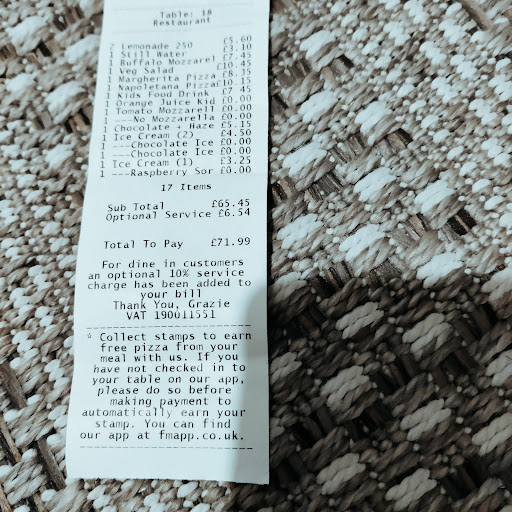 Table: 18
Restaurant
2 Lemonade 250 £5.60
1 Still Water £3.10
1 Buffalo Mozzarel £7.45
1 Veg Salad £10.45
1 Margherita Pizza £8.35
1 Napoletana Pizza £10.15
1 Kids Food Drink £7.45
1 Orange Juice Kid £0.00
1 Tomato Mozzarell £0.00
1 ---No Mozzarella £0.00
1 Chocolate + Haze £5.15
1 Ice Cream (2) £4.50
1 ---Chocolate Ice £0.00
1 ---Chocolate Ice £0.00
1 Ice Cream (1) £3.25
1 ---Raspberry Sor £0.00
17 Items
Sub Total £65.45
Optional Service £6.54
Total To Pay £71.99
For dine in customers
an optional 10% service
charge has been added to
your bill
Thank You, Grazie
VAT 190011551
☆ Collect stamps to earn
free pizza from your
meal with us. If you
have not checked in to
your table on our app,
please do so before
making payment to
automatically earn your
stamp. You can find
our app at fmapp.co.uk.